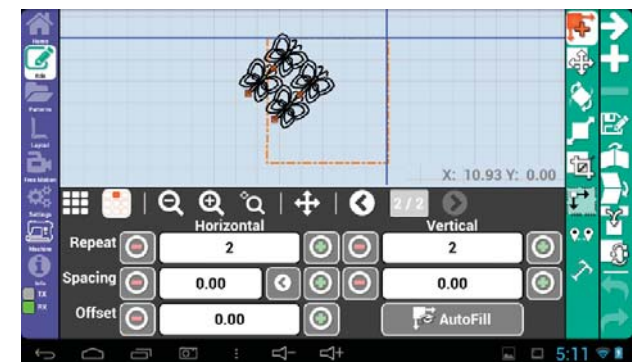 Home
Edit
Patterns
Layout
Free Motion
Settings
Machine
Info
TX
RX
X: 10.93 Y: 0.00
2 / 2
Horizontal
Vertical
Repeat
2
2
Spacing
0.00
0.00
Offset
0.00
AutoFill
5:11